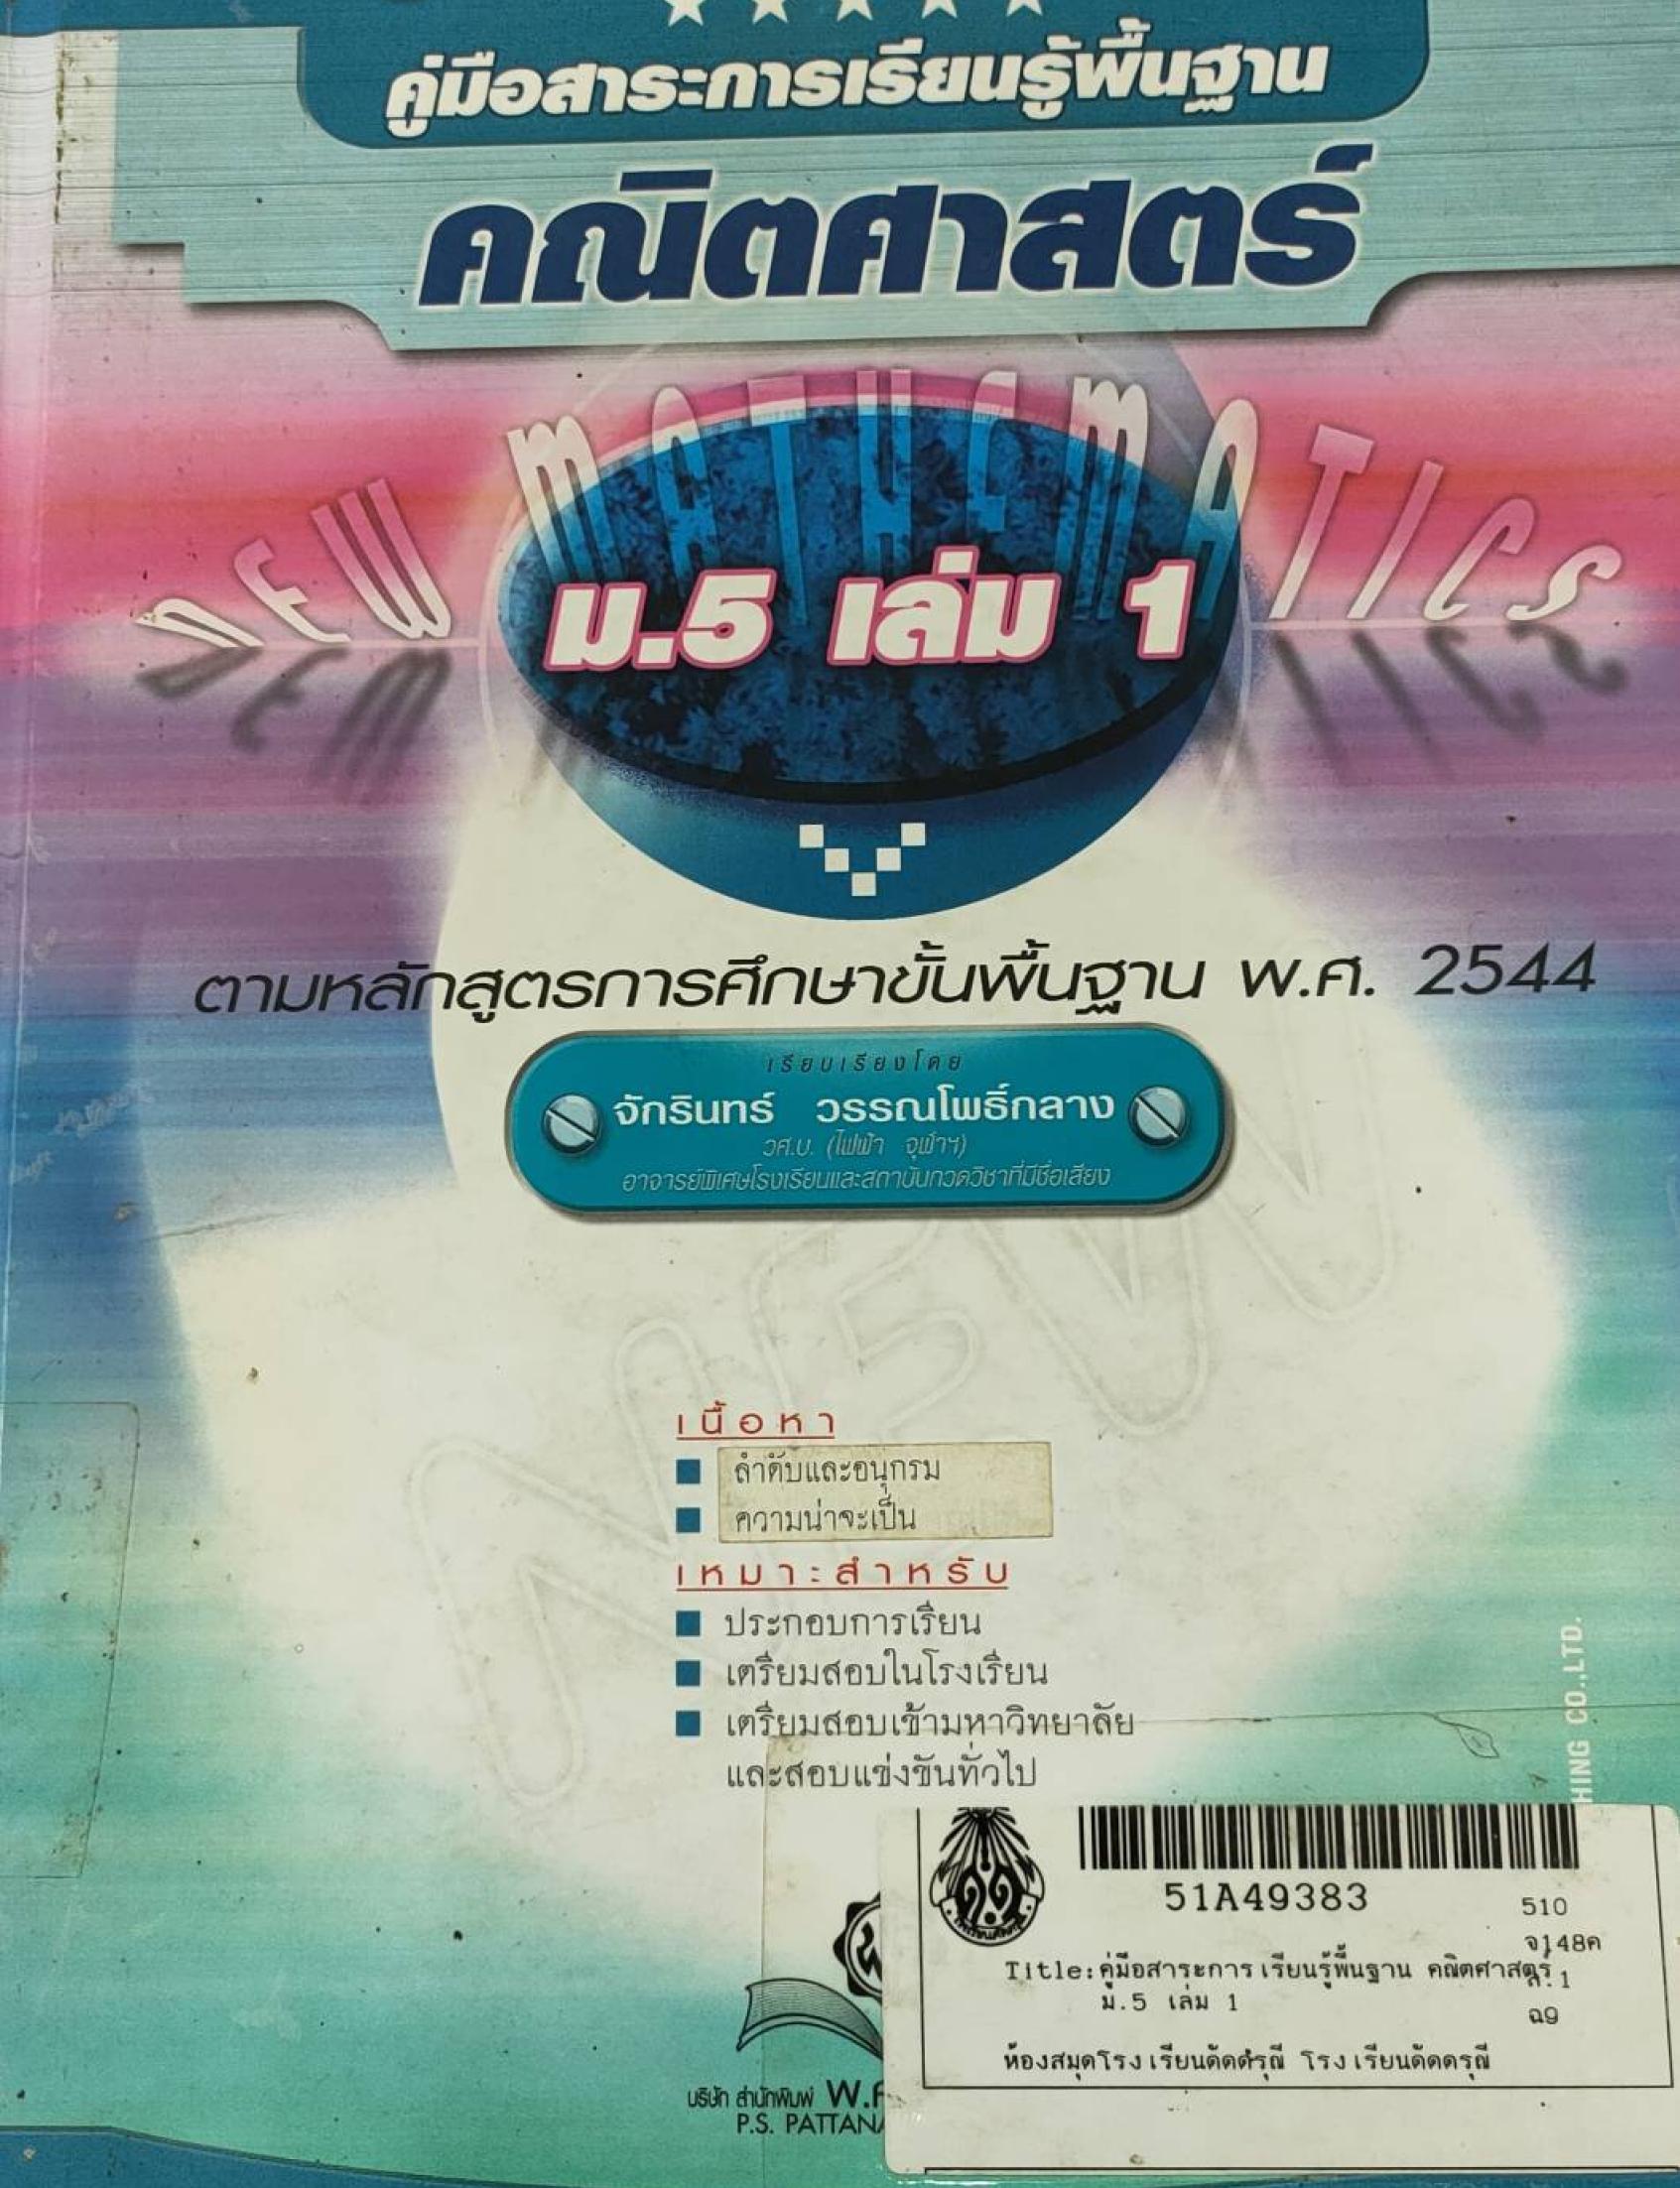 คู่มือสาระการเรียนรู้พื้นฐาน
คณิตศาสตร์
NEW MATHEMATICS
ม.5 เล่ม 1
ตามหลักสูตรการศึกษาขั้นพื้นฐาน พ.ศ. 2544
เรียบเรียงโดย
จักรินทร์ วรรณโพธิ์กลาง
วศ.บ. (ไฟฟ้า จุฬาฯ)
อาจารย์พิเศษโรงเรียนและสถาบันกวดวิชาที่มีชื่อเสียง
NEW
เนื้อหา
ลำดับและอนุกรม
ความน่าจะเป็น
เหมาะสำหรับ
ประกอบการเรียน
เตรียมสอบในโรงเรียน
เตรียมสอบเข้ามหาวิทยาลัย
และสอบแข่งขันทั่วไป
HING CO.,LTD.
51A49383
510
จ148ค
ล.1
ฉ9
Title:คู่มือสาระการเรียนรู้พื้นฐาน คณิตศาสตร์
ม.5 เล่ม 1
ห้องสมุดโรงเรียนดัดดรุณี โรงเรียนดัดดรุณี
บริษัท สำนักพิมพ์ พ.
P.S. PATTANA